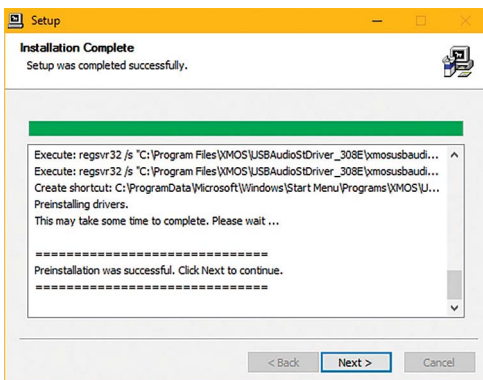 Setup
Installation Complete
Setup was completed successfully.
Execute: regsvr32 /s "C:\Program Files\XMOS\USBAudioStDriver_308E\xmosusbaudi...
Execute: regsvr32 /s "C:\Program Files\XMOS\USBAudioStDriver_308E\xmosusbaudi...
Create shortcut: C:\ProgramData\Microsoft\Windows\Start Menu\Programs\XMOS\U...
Preinstalling drivers.
This may take some time to complete. Please wait ...
==============================
Preinstallation was successful. Click Next to continue.
==============================
< Back Next > Cancel